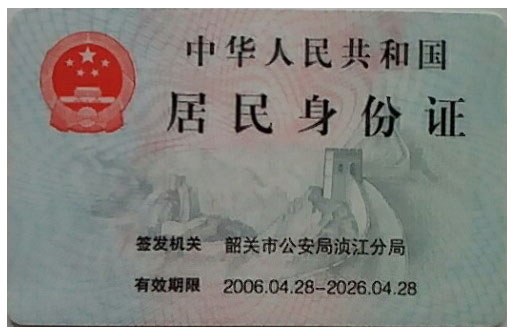 中华人民共和国
居民身份证
签发机关 韶关市公安局浈江分局
有效期限 2006.04.28-2026.04.28